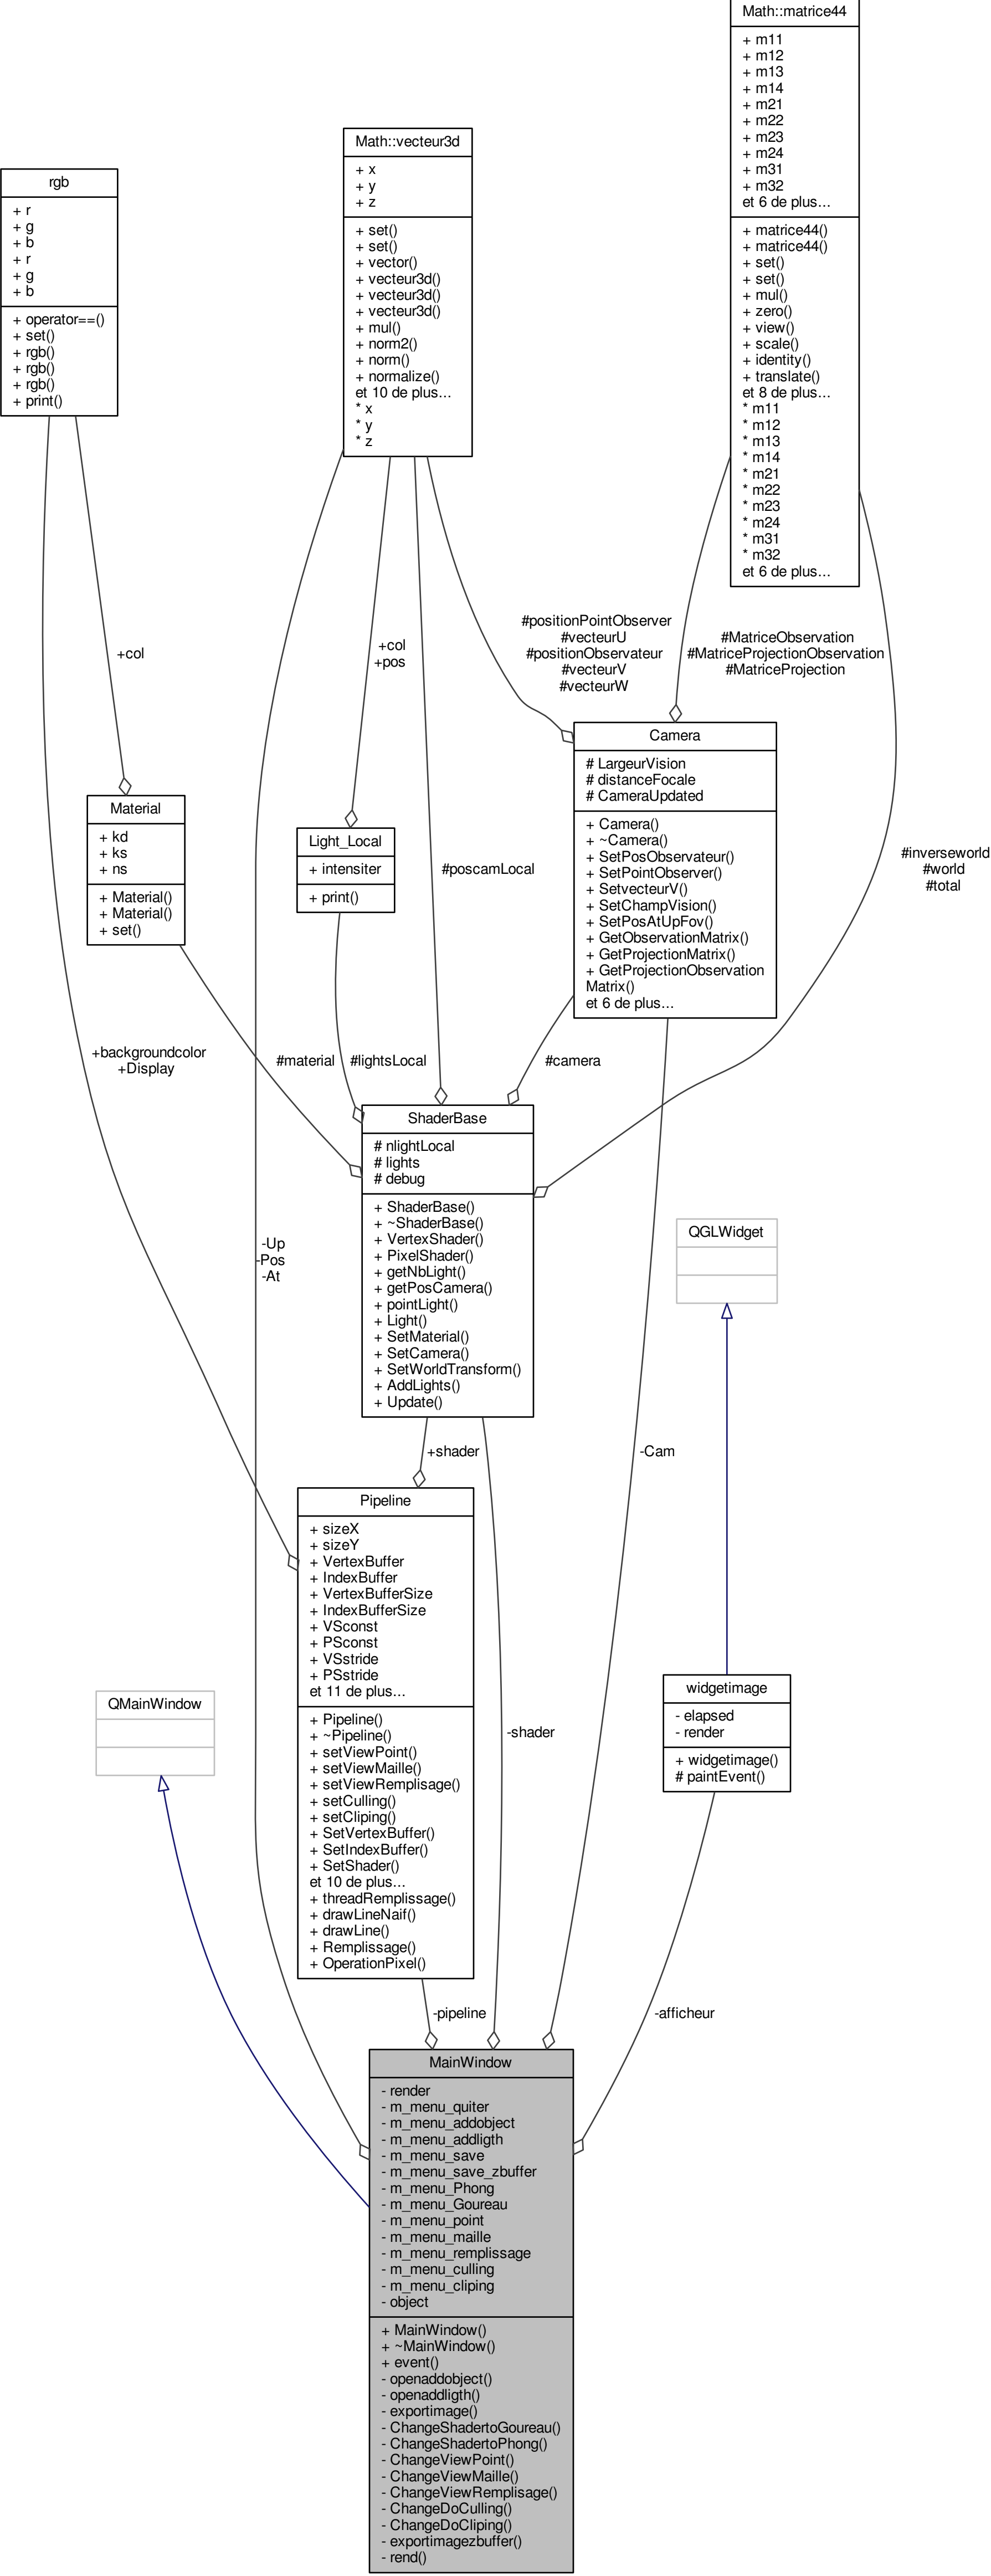 Math::matrice44
+ m11
+ m12
+ m13
+ m14
+ m21
+ m22
+ m23
+ m24
+ m31
+ m32
et 6 de plus...
+ matrice44()
+ matrice44()
+ set()
+ set()
+ mul()
+ zero()
+ view()
+ scale()
+ identity()
+ translate()
et 8 de plus...
* m11
* m12
* m13
* m14
* m21
* m22
* m23
* m24
* m31
* m32
et 6 de plus...
Math::vecteur3d
+ x
+ y
+ z
+ set()
+ set()
+ vector()
+ vecteur3d()
+ vecteur3d()
+ vecteur3d()
+ mul()
+ norm2()
+ norm()
+ normalize()
et 10 de plus...
* x
* y
* z
rgb
+ r
+ g
+ b
+ r
+ g
+ b
+ operator==()
+ set()
+ rgb()
+ rgb()
+ rgb()
+ print()
+col
+col
+pos
#positionPointObserver
#vecteurU
#positionObservateur
#vecteurV
#vecteurW
#MatriceObservation
#MatriceProjectionObservation
#MatriceProjection
Camera
# LargeurVision
# distanceFocale
# CameraUpdated
+ Camera()
+ ~Camera()
+ SetPosObservateur()
+ SetPointObserver()
+ SetvecteurV()
+ SetChampVision()
+ SetPosAtUpFov()
+ GetObservationMatrix()
+ GetProjectionMatrix()
+ GetProjectionObservation
Matrix()
et 6 de plus...
Material
+ kd
+ ks
+ ns
+ Material()
+ Material()
+ set()
Light_Local
+ intensiter
+ print()
#poscamLocal
#inverseworld
#world
#total
+backgroundcolor
+Display
#material
#lightsLocal
#camera
ShaderBase
# nlightLocal
# lights
# debug
+ ShaderBase()
+ ~ShaderBase()
+ VertexShader()
+ PixelShader()
+ getNbLight()
+ getPosCamera()
+ pointLight()
+ Light()
+ SetMaterial()
+ SetCamera()
+ SetWorldTransform()
+ AddLights()
+ Update()
-Up
-Pos
-At
QGLWidget
+shader
-Cam
Pipeline
+ sizeX
+ sizeY
+ VertexBuffer
+ IndexBuffer
+ VertexBufferSize
+ IndexBufferSize
+ VSconst
+ PSconst
+ VSstride
+ PSstride
et 11 de plus...
+ Pipeline()
+ ~Pipeline()
+ setViewPoint()
+ setViewMaille()
+ setViewRemplisage()
+ setCulling()
+ setCliping()
+ SetVertexBuffer()
+ SetIndexBuffer()
+ SetShader()
et 10 de plus...
+ threadRemplissage()
+ drawLineNaif()
+ drawLine()
+ Remplissage()
+ OperationPixel()
QMainWindow
-shader
widgetimage
- elapsed
- render
+ widgetimage()
# paintEvent()
-pipeline
-afficheur
MainWindow
- render
- m_menu_quiter
- m_menu_addobject
- m_menu_addligth
- m_menu_save
- m_menu_save_zbuffer
- m_menu_Phong
- m_menu_Goureau
- m_menu_point
- m_menu_maille
- m_menu_remplissage
- m_menu_culling
- m_menu_cliping
- object
+ MainWindow()
+ ~MainWindow()
+ event()
- openaddobject()
- openaddligth()
- exportimage()
- ChangeShadertoGoureau()
- ChangeShadertoPhong()
- ChangeViewPoint()
- ChangeViewMaille()
- ChangeViewRemplisage()
- ChangeDoCulling()
- ChangeDoCliping()
- exportimagezbuffer()
- rend()